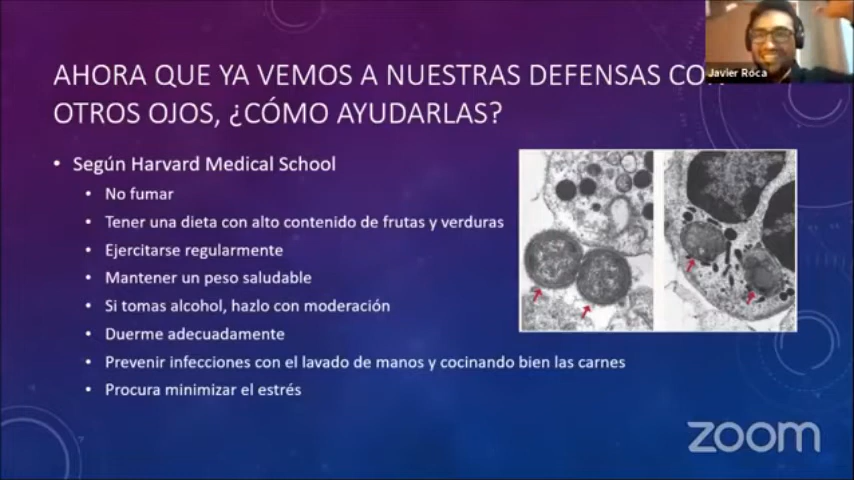 AHORA QUE YA VEMOS A NUESTRAS DEFENSAS CON
OTROS OJOS, ¿CÓMO AYUDARLAS?
Javier Roca
• Según Harvard Medical School
• No fumar
• Tener una dieta con alto contenido de frutas y verduras
• Ejercitarse regularmente
• Mantener un peso saludable
• Si tomas alcohol, hazlo con moderación
• Duerme adecuadamente
• Prevenir infecciones con el lavado de manos y cocinando bien las carnes
• Procura minimizar el estrés
zoom